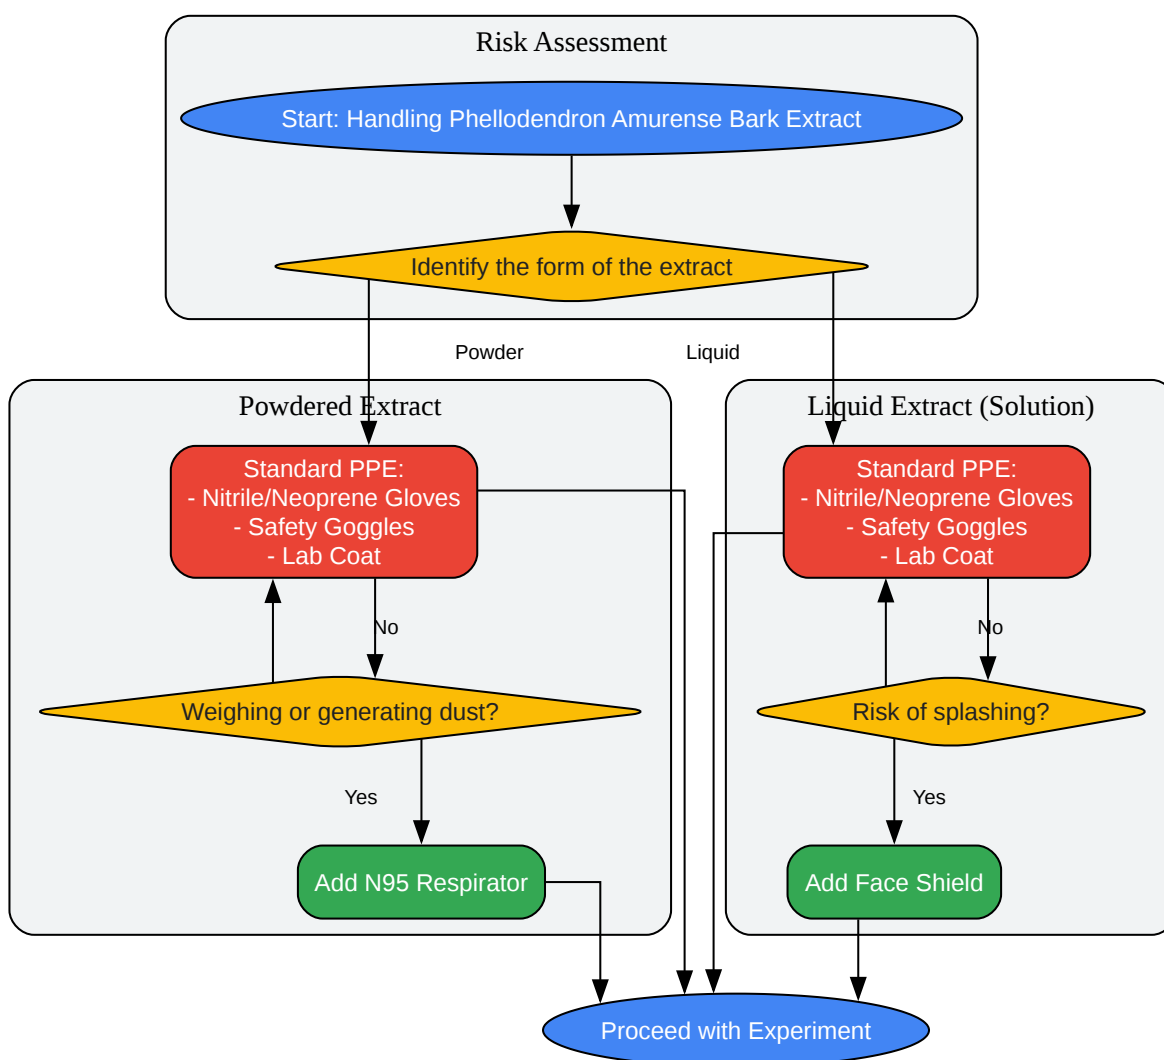 Risk Assessment
Start: Handling Phellodendron Amurense Bark Extract
Identify the form of the extract
Powder
Liquid
Powdered Extract
Standard PPE:
- Nitrile/Neoprene Gloves
- Safety Goggles
- Lab Coat
No
Weighing or generating dust?
Yes
Add N95 Respirator
Liquid Extract (Solution)
Standard PPE:
- Nitrile/Neoprene Gloves
- Safety Goggles
- Lab Coat
No
Risk of splashing?
Yes
Add Face Shield
Proceed with Experiment